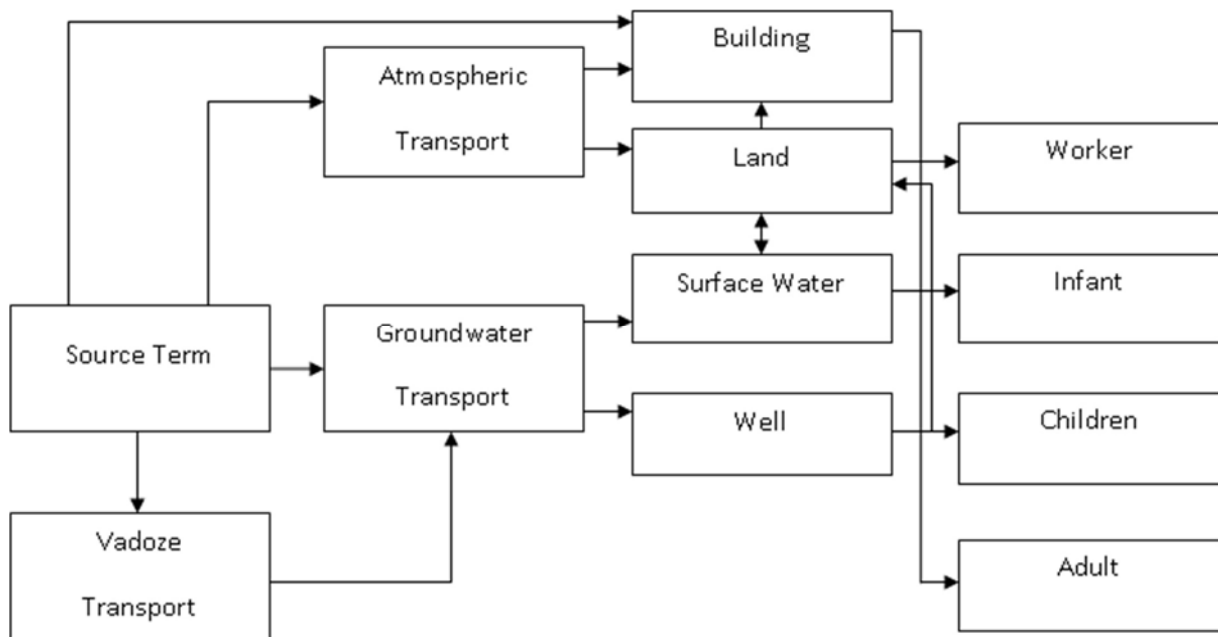 Building
Atmospheric
Transport
Land
Worker
Surface Water
Infant
Source Term
Groundwater
Transport
Well
Children
Vadoze
Transport
Adult